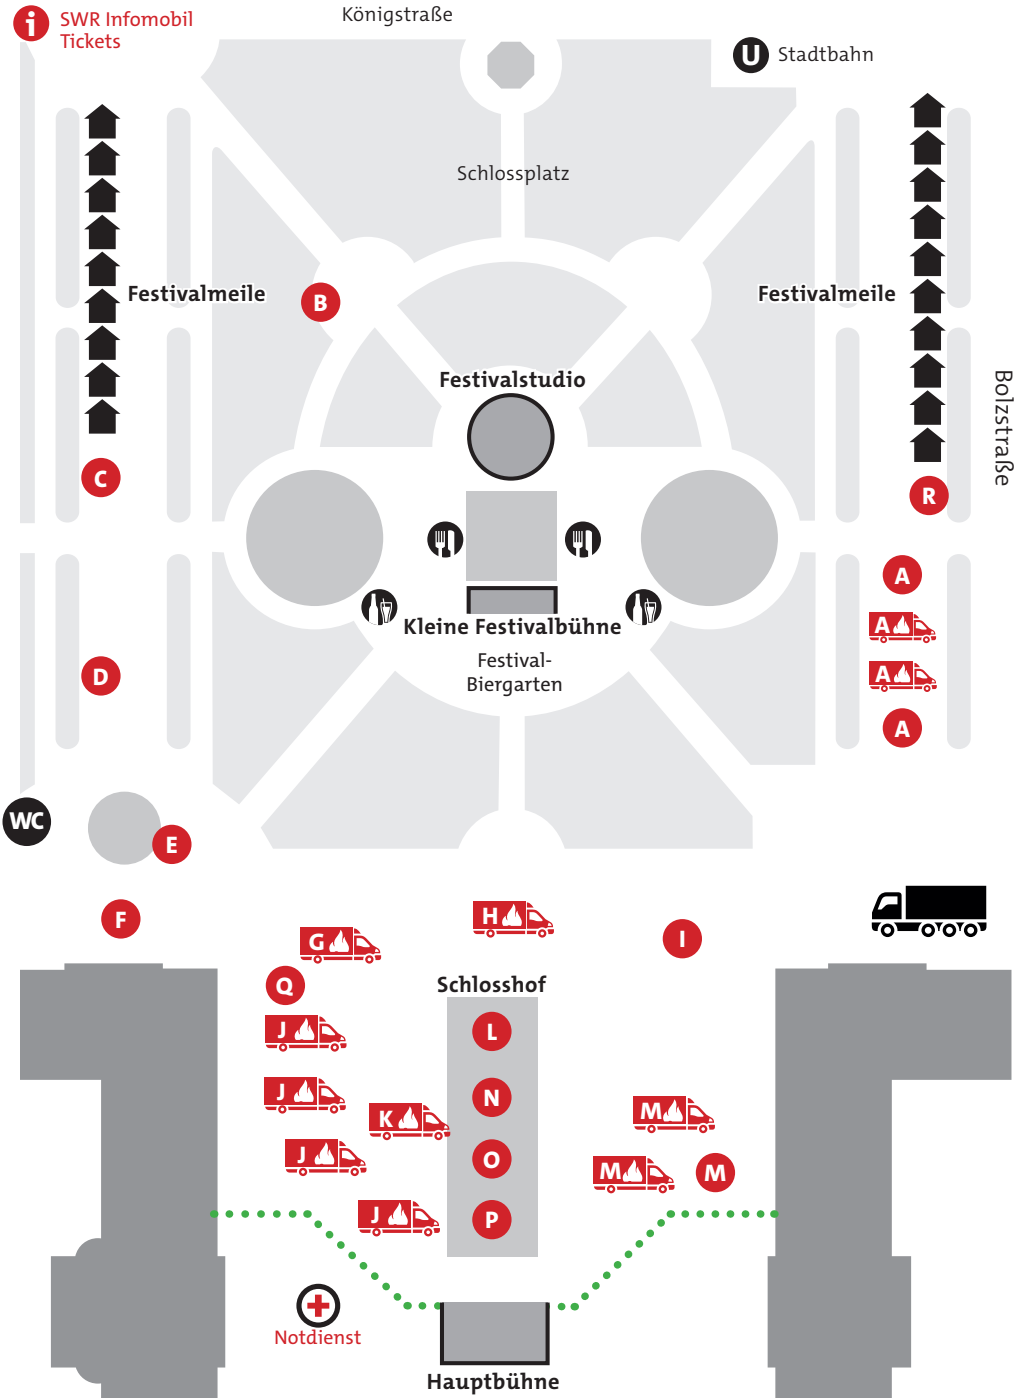 i SWR Infomobil
Tickets
Königstraße
U Stadtbahn
Schlossplatz
Festivalmeile
B
Festivalmeile
Festivalstudio
Bolzstraße
C
R
A
Kleine Festivalbühne
A
Festival-
Biergarten
D
A
A
WC
E
F
H
I
G
Q
Schlosshof
L
J
J
N
K
M
J
O
M
M
J
P
Notdienst
Hauptbühne